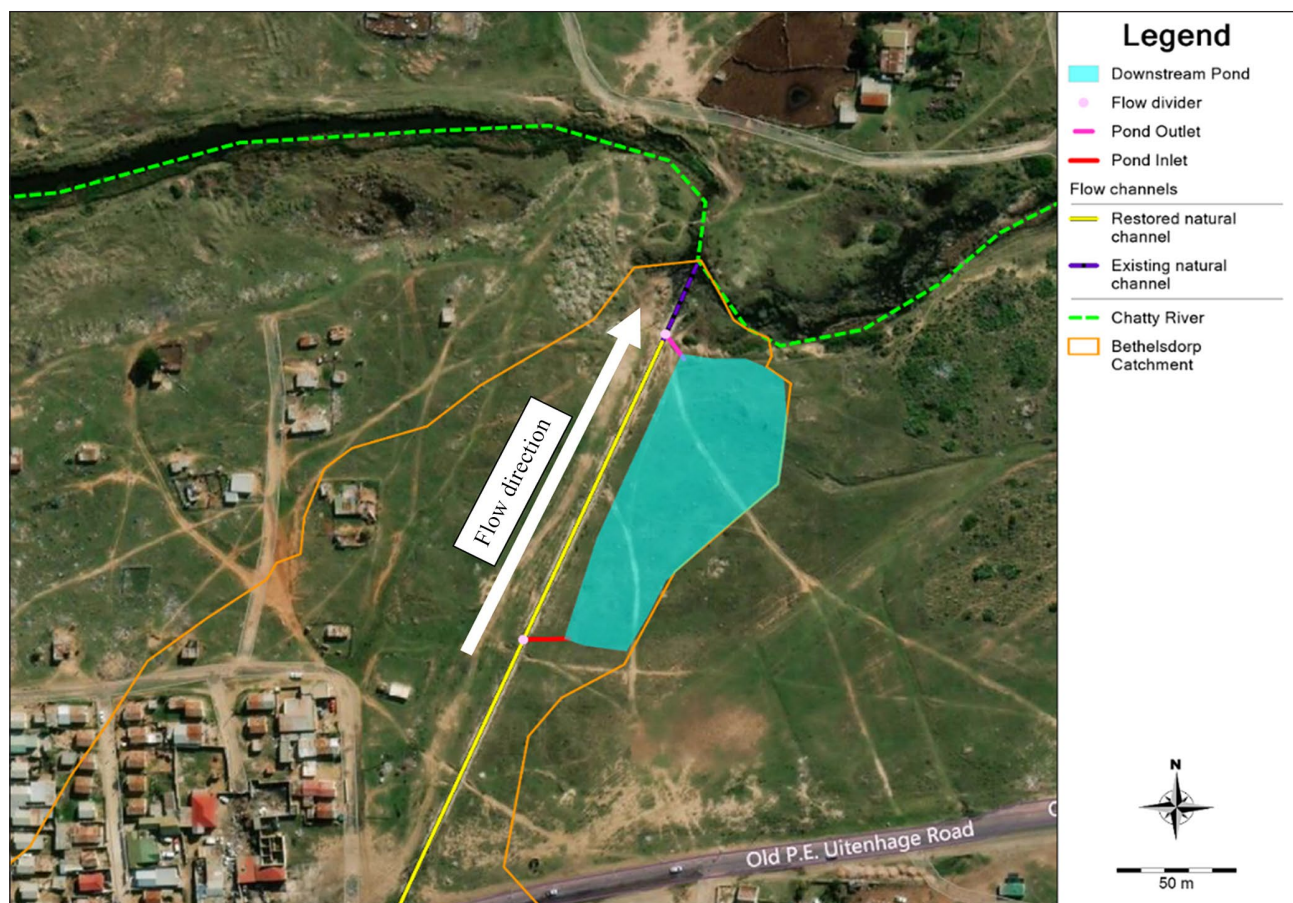 Legend
Downstream Pond
Flow divider
Pond Outlet
Pond Inlet
Flow channels
Restored natural
channel
Existing natural
channel
Chatty River
Bethelsdorp
Catchment
Flow direction
Old P.E. Uitenhage Road
O
N
50 m